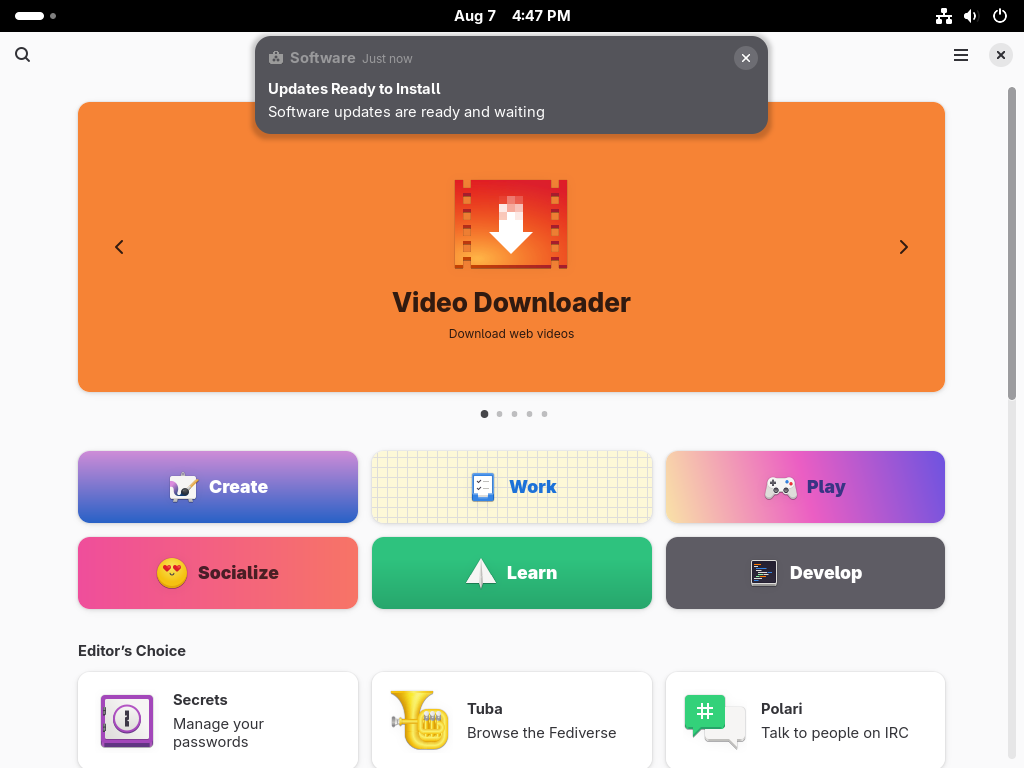 Aug 7 4:47 PM
Software Just now
Updates Ready to Install
Software updates are ready and waiting
Video Downloader
Download web videos
Create
Work
Play
Socialize
Learn
Develop
Editor’s Choice
Secrets
Manage your
passwords
Tuba
Browse the Fediverse
Polari
Talk to people on IRC